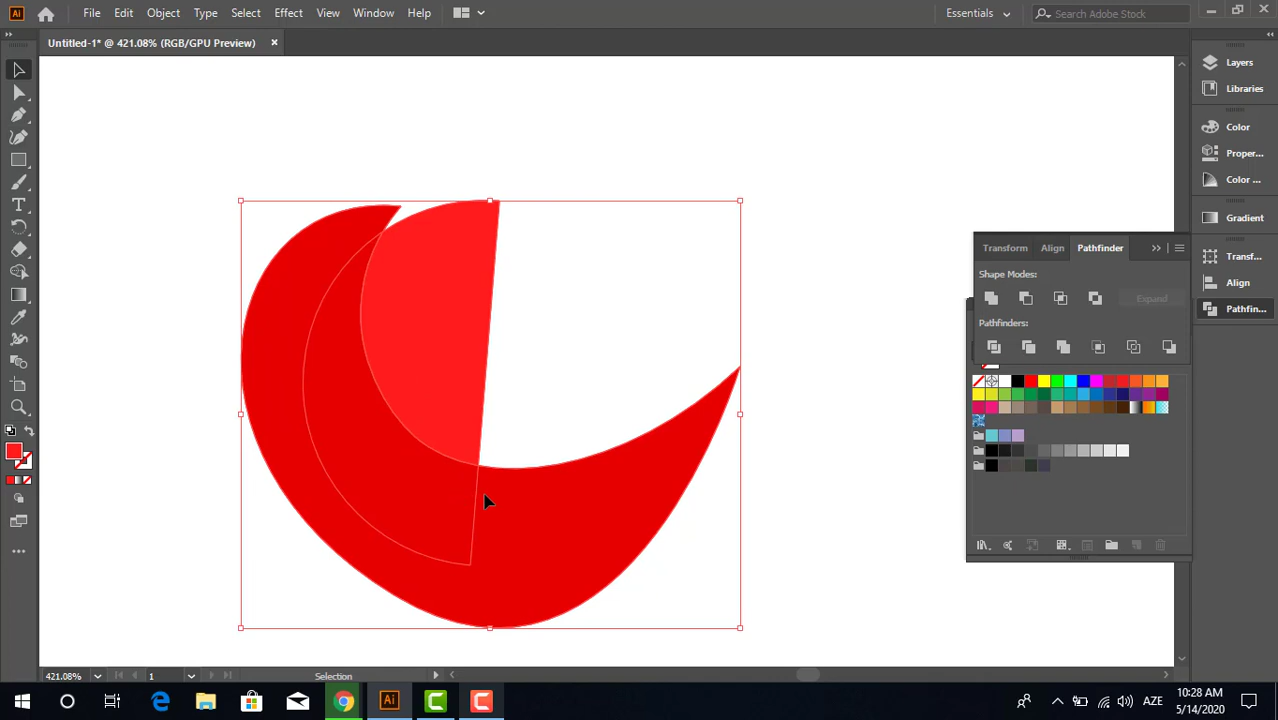 Ai File Edit Object Type Select Effect View Window Help Essentials Search Adobe Stock
Untitled-1* @ 421.08% (RGB/GPU Preview)
Layers
Libraries
Color
Proper...
Color ...
Gradient
Transf...
Align
Pathfin...
Transform Align Pathfinder
Shape Modes:
Expand
Pathfinders:
421.08% 1 Selection
Ai AZE
10:28 AM
5/14/2020